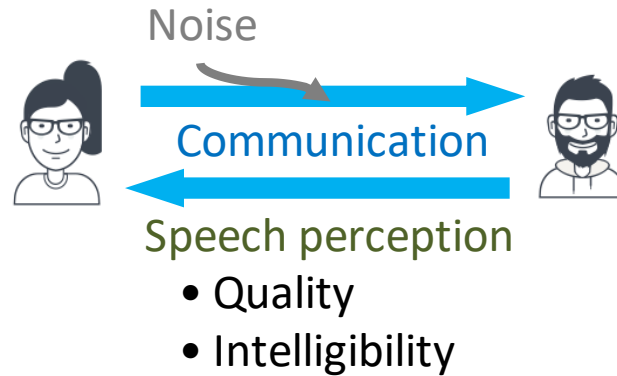 Noise
Communication
Speech perception
• Quality
• Intelligibility